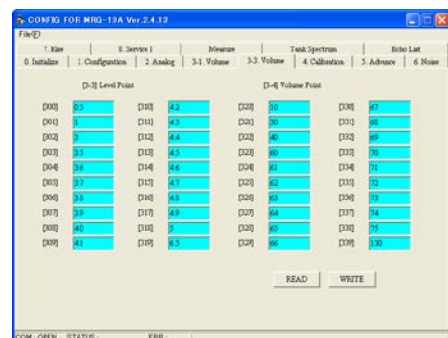 CONFIG FOR MRG-13A Ver.2.4.13
File(F)
7. Rise 8. Service 1 Measure Tank Spectrum Echo List
0. Initialize 1. Configuration 2. Analog 3-1. Volume 3-3. Volume 4. Calibration 5. Advance 6. Noise
[3-3] Level Point [3-4] Volume Point
[300] 0.5 [310] 4.2 [320] 10 [330] 67
[301] 1 [311] 4.3 [321] 30 [331] 68
[302] 3 [312] 4.4 [332] 69
[303] 3.5 [313] 4.5 [323] 60 [333] 70
[304] 3.6 [314] 4.6 [324] 61 [334] 71
[305] 3.7 [315] 4.7 [325] 62 [335] 72
[306] 3.8 [316] 4.8 [326] 63 [336] 73
[307] 3.9 [317] 4.9 [327] 64 [337] 74
[308] 4.0 [318] 5 [328] 65 [338] 75
[309] 4.1 [319] 6.5 [329] 66 [339] 130
READ WRITE
COM : OPEN STATUS : ERR :